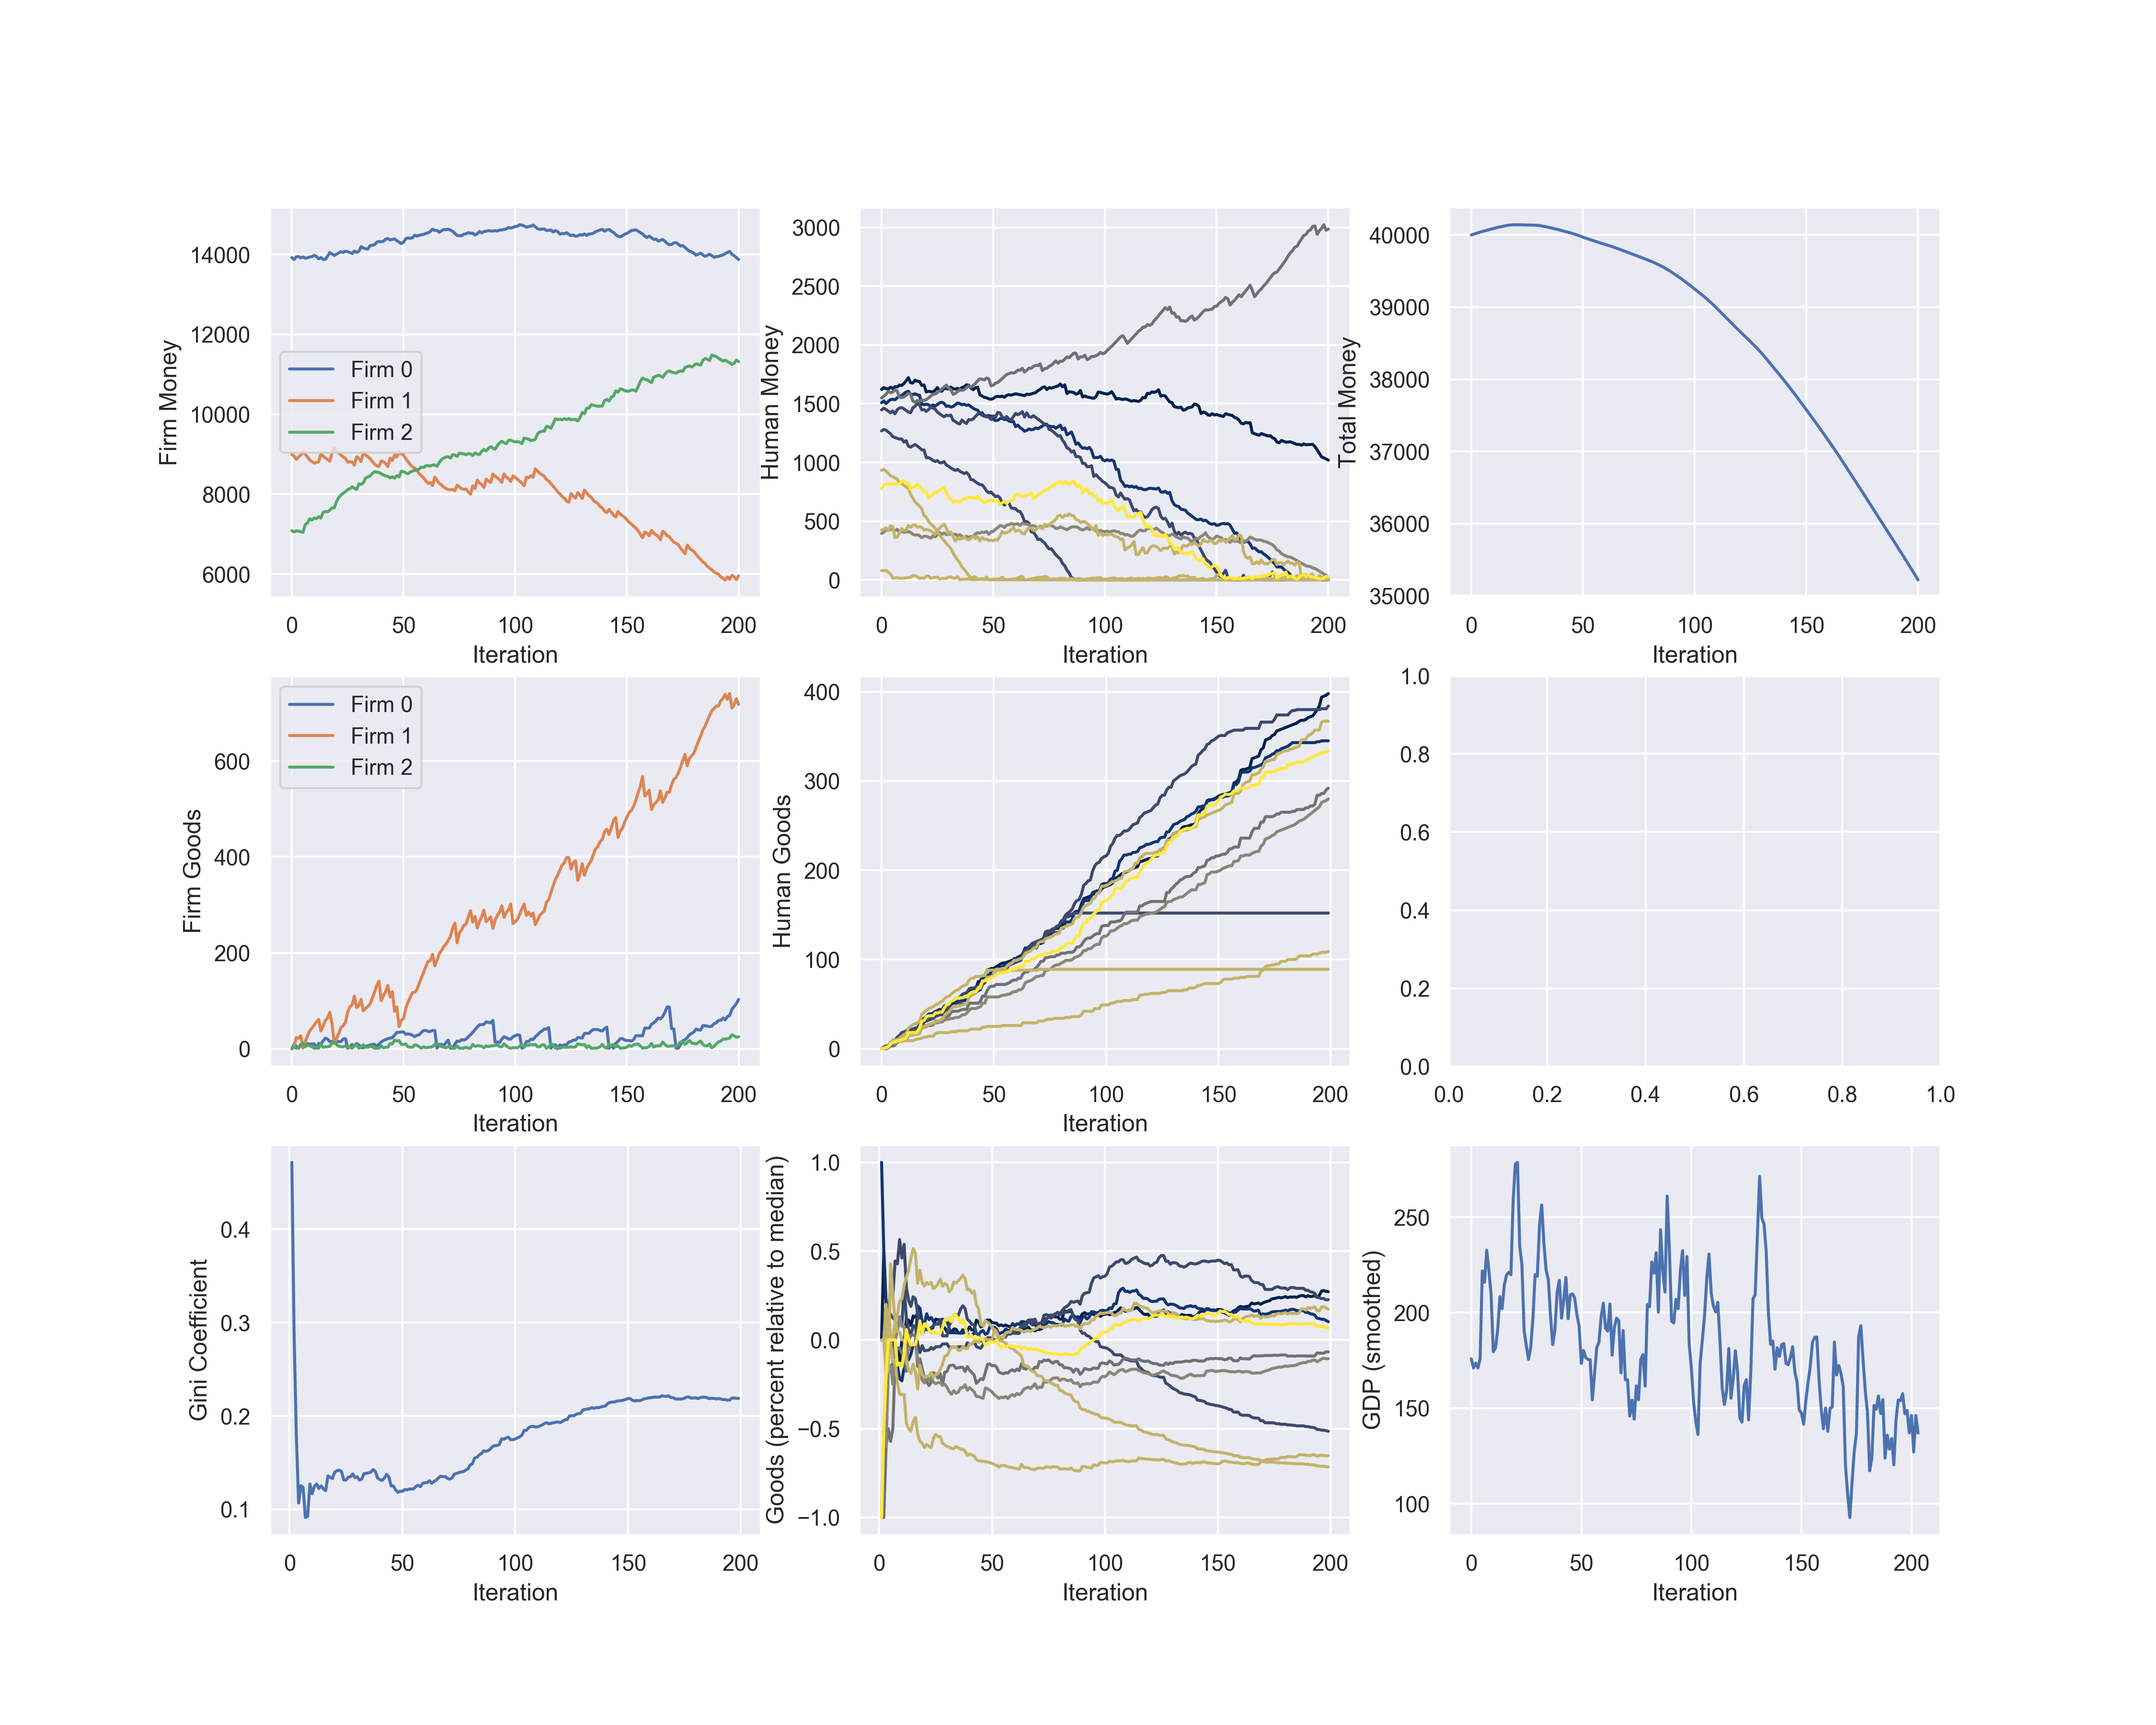 14000
12000
10000
8000
6000
Firm Money
Firm 0
Firm 1
Firm 2
0 50 100 150 200
Iteration
3000
2500
2000
1500
1000
500
0
Human Money
0 50 100 150 200
Iteration
40000
39000
38000
37000
36000
35000
Total Money
0 50 100 150 200
Iteration
600
400
200
0
Firm Goods
Firm 0
Firm 1
Firm 2
0 50 100 150 200
Iteration
400
300
200
100
0
Human Goods
0 50 100 150 200
Iteration
1.0
0.8
0.6
0.4
0.2
0.0
0.0 0.2 0.4 0.6 0.8 1.0
0.4
0.3
0.2
0.1
Gini Coefficient
0 50 100 150 200
Iteration
1.0
0.5
0.0
−0.5
−1.0
Goods (percent relative to median)
0 50 100 150 200
Iteration
250
200
150
100
GDP (smoothed)
0 50 100 150 200
Iteration